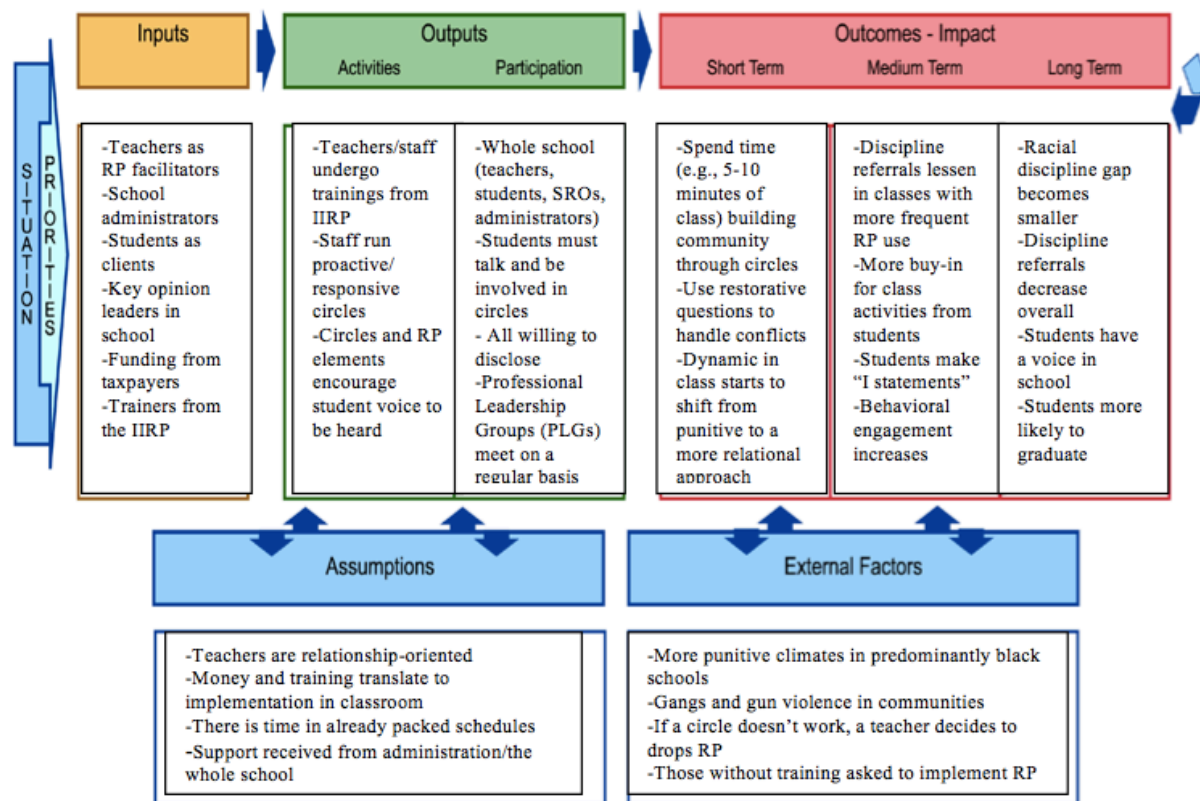 Inputs
Outputs
Activities
Participation
Outcomes - Impact
Short Term
Medium Term
Long Term
SITUATION
PRIORITIES
-Teachers as
RP facilitators
-School
administrators
-Students as
clients
-Key opinion
leaders in
school
-Funding from
taxpayers
-Trainers from
the IIRP
-Teachers/staff
undergo
trainings from
IIRP
-Staff run
proactive/
responsive
circles
-Circles and RP
elements
encourage
student voice to
be heard
-Whole school
(teachers,
students, SROs,
administrators)
-Students must
talk and be
involved in
circles
- All willing to
disclose
-Professional
Leadership
Groups (PLGs)
meet on a
regular basis
-Spend time
(e.g., 5-10
minutes of
class) building
community
through circles
-Use restorative
questions to
handle conflicts
-Dynamic in
class starts to
shift from
punitive to a
more relational
approach
-Discipline
referrals lessen
in classes with
more frequent
RP use
-More buy-in
for class
activities from
students
-Students make
“I statements”
-Behavioral
engagement
increases
-Racial
discipline gap
becomes
smaller
-Discipline
referrals
decrease
overall
-Students have
a voice in
school
-Students more
likely to
graduate
Assumptions
-Teachers are relationship-oriented
-Money and training translate to
implementation in classroom
-There is time in already packed schedules
-Support received from administration/the
whole school
External Factors
-More punitive climates in predominantly black
schools
-Gangs and gun violence in communities
-If a circle doesn’t work, a teacher decides to
drops RP
-Those without training asked to implement RP